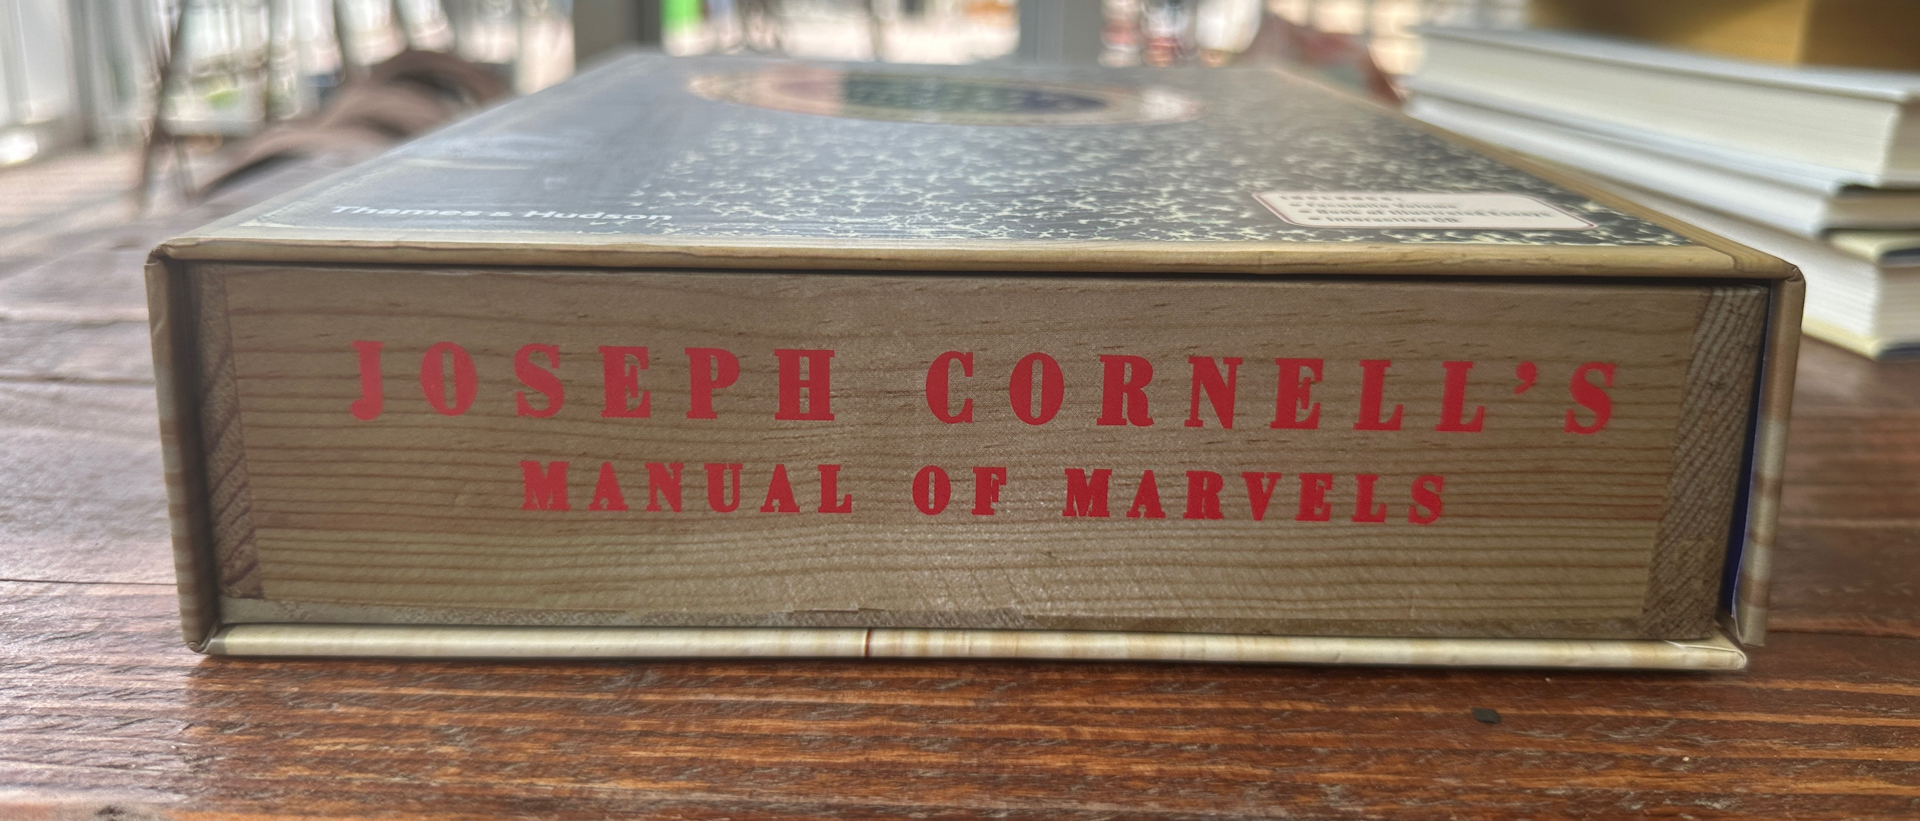 Thames & Hudson
JOSEPH CORNELL’S
MANUAL OF MARVELS